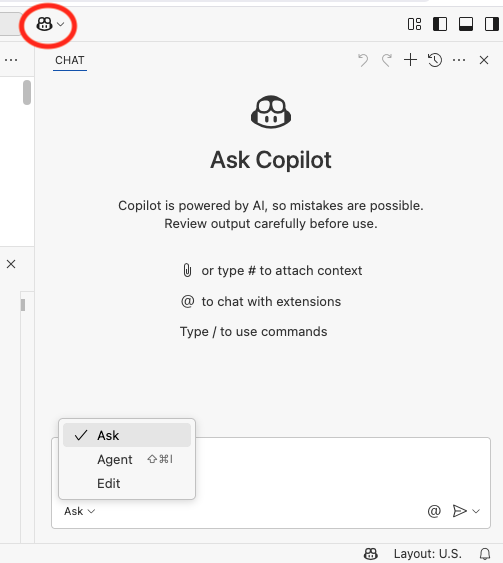 CHAT
Ask Copilot
Copilot is powered by AI, so mistakes are possible.
Review output carefully before use.
or type # to attach context
@ to chat with extensions
Type / to use commands
Ask
Agent ⇧⌘I
Edit
Ask
@
Layout: U.S.